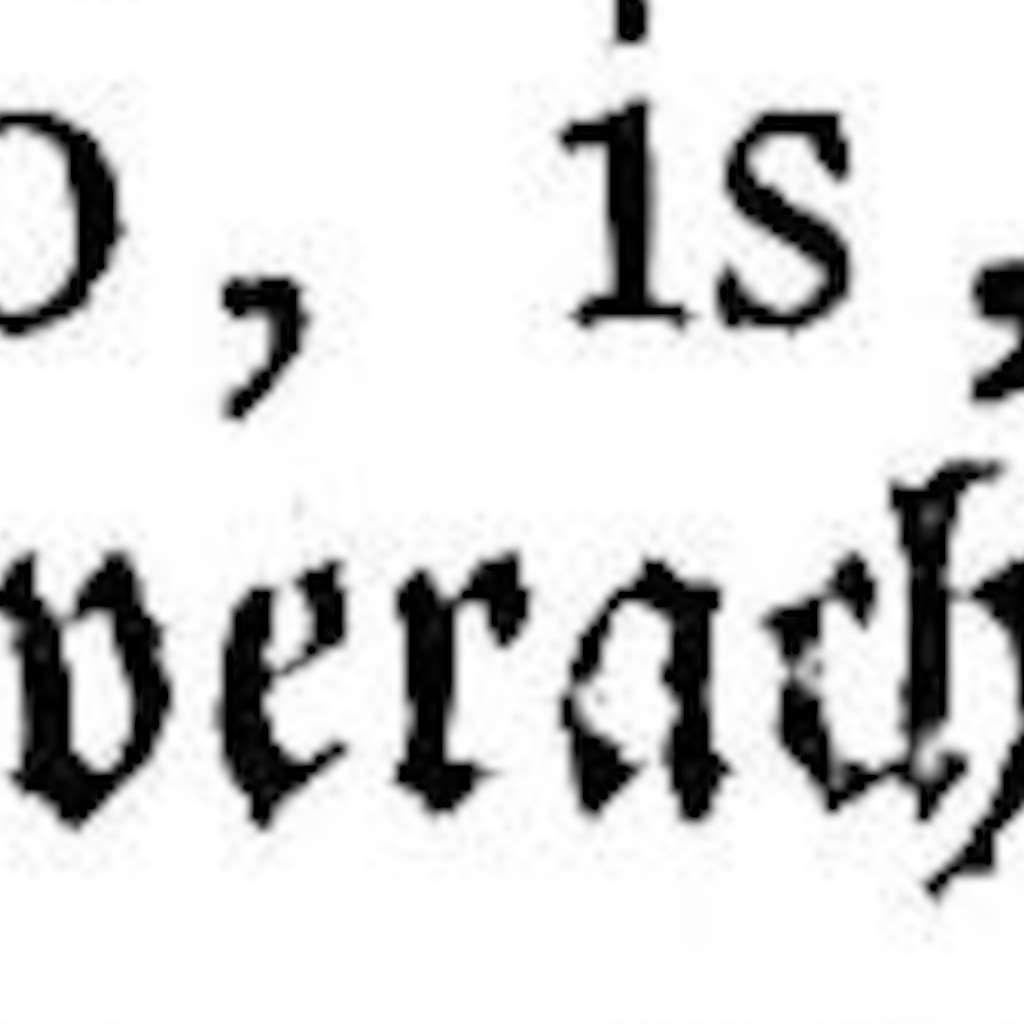 o, is,
verach